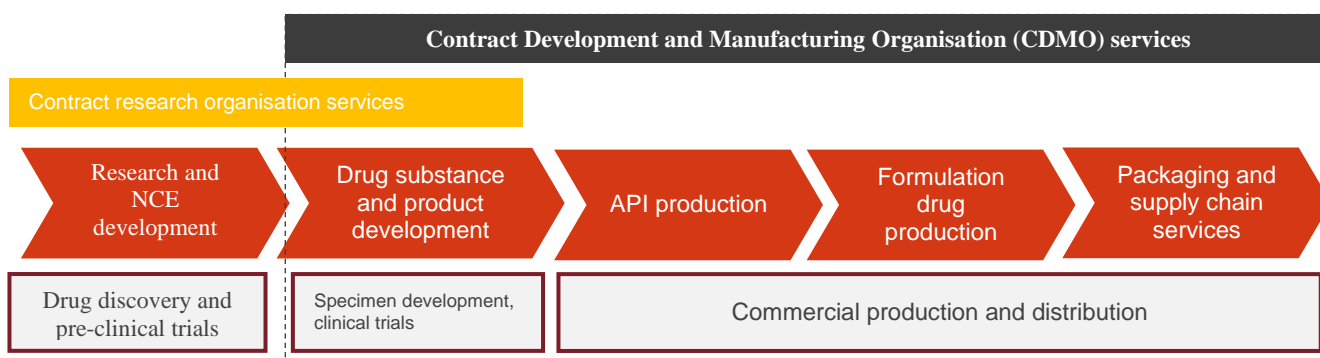 Contract Development and Manufacturing Organisation (CDMO) services
Contract research organisation services
Research and
NCE
development
Drug substance
and product
development
API production
Formulation
drug
production
Packaging and
supply chain
services
Drug discovery and
pre-clinical trials
Specimen development,
clinical trials
Commercial production and distribution